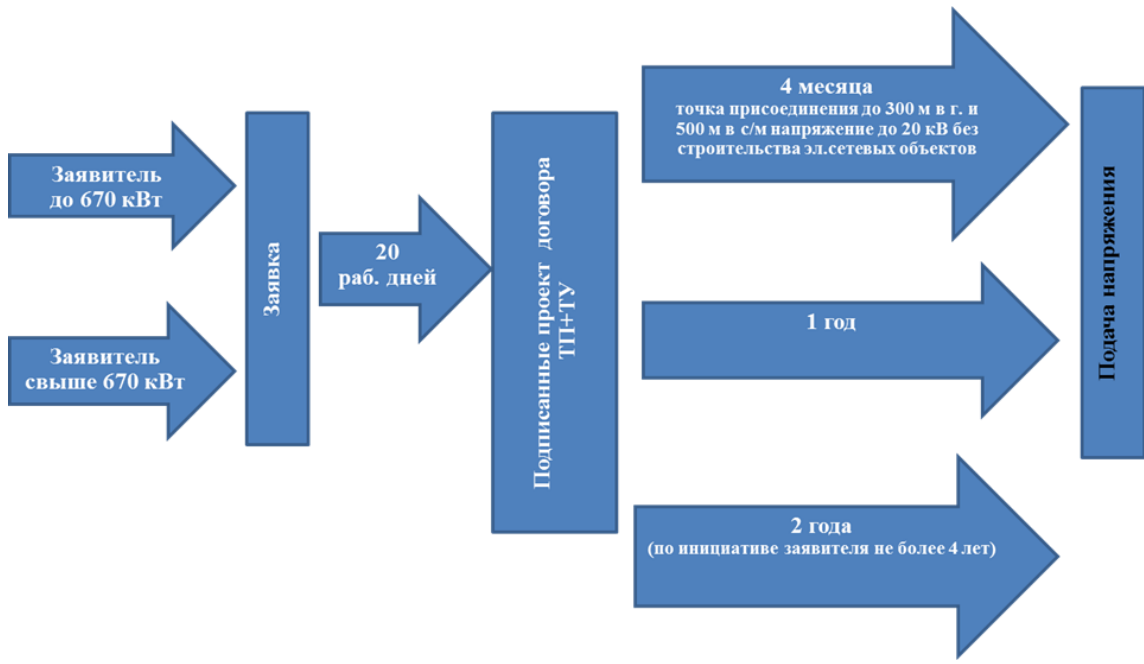 Заявитель
до 670 кВт
Заявитель
свыше 670 кВт
Заявка
20
раб. дней
Подписанные проект договора
ТП+ТУ
4 месяца
точка присоединения до 300 м в г. и
500 м в с/м напряжение до 20 кВ без
строительства эл.сетевых объектов
1 год
2 года
(по инициативе заявителя не более 4 лет)
Подача напряжения